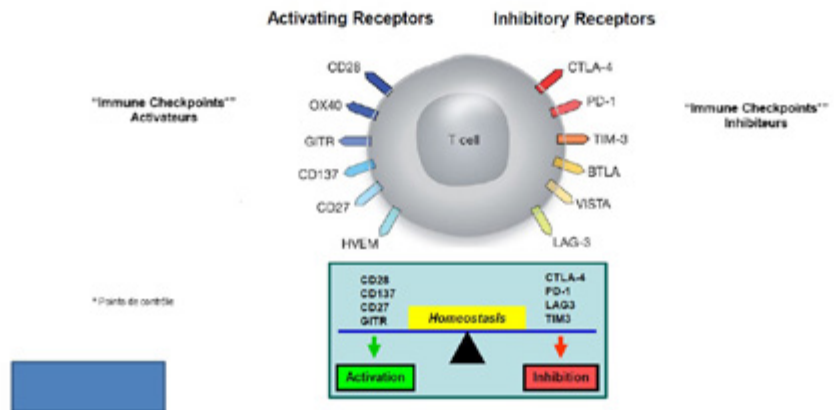 Activating Receptors
Inhibitory Receptors
"Immune Checkpoints*"
Activateurs
CD28
OX40
GITR
CD137
CD27
HVEM
T cell
CTLA-4
PD-1
TIM-3
BTLA
VISTA
LAG-3
"Immune Checkpoints*"
Inhibiteurs
* Points de contrôle
CD28
CD137
CD27
GITR
Homeostasis
CTLA-4
PD-1
LAG3
TIM3
Activation
Inhibition